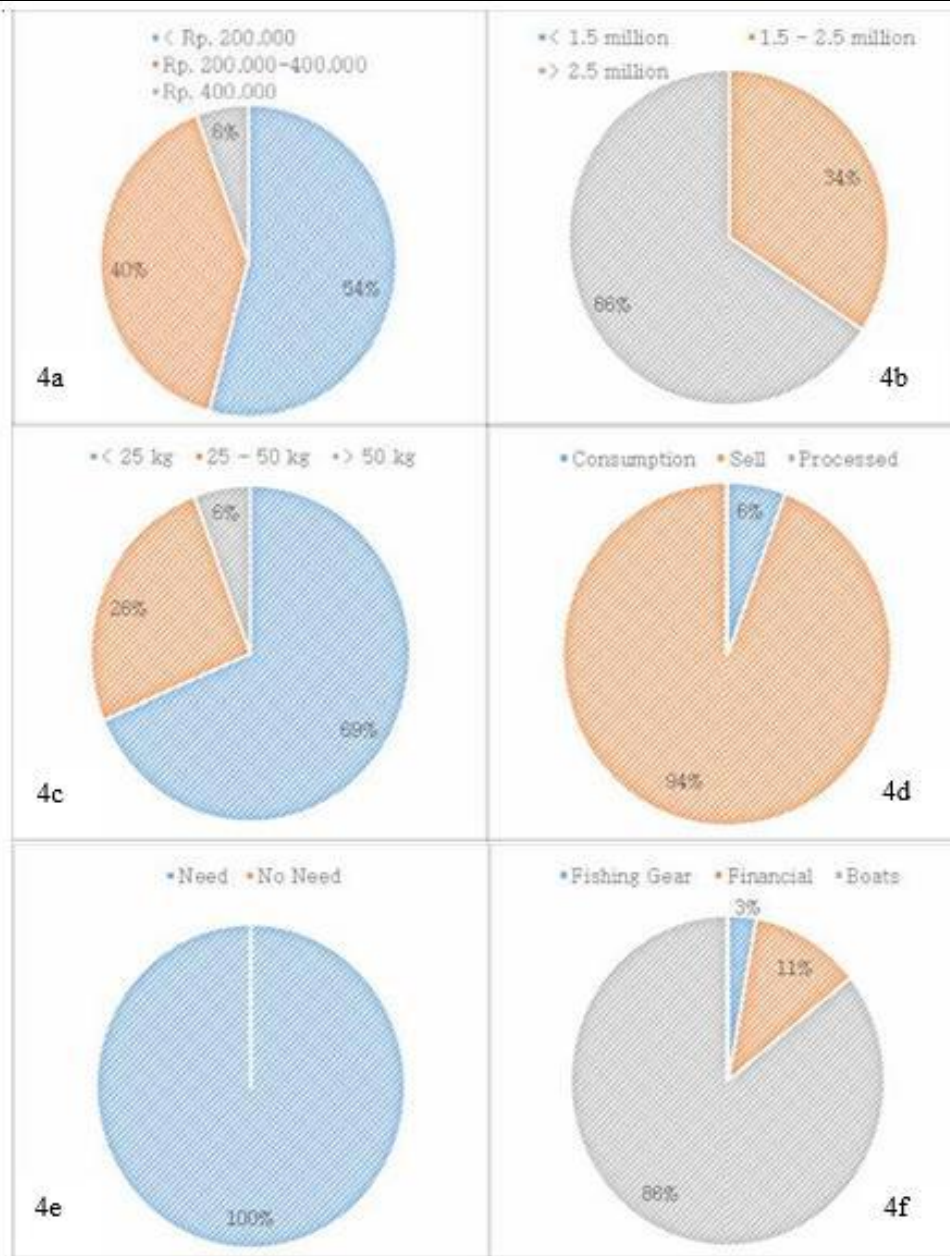 • < Rp. 200.000
• Rp. 200.000-400.000
• Rp. 400.000
6%
40%
54%
4a
• < 1.5 million • 1.5 - 2.5 million
• > 2.5 million
34%
66%
4b
• < 25 kg • 25 - 50 kg • > 50 kg
6%
26%
69%
4c
• Consumption • Sell • Processed
6%
94%
4d
• Need • No Need
100%
4e
• Fishing Gear • Financial • Boats
3%
11%
86%
4f